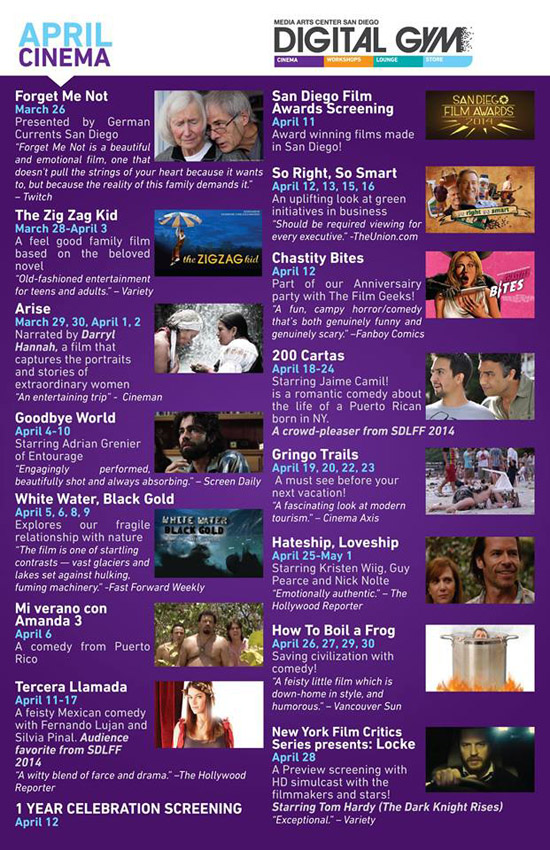 APRIL
CINEMA
MEDIA ARTS CENTER SAN DIEGO
DIGITAL GYM
CINEMA WORKSHOPS LOUNGE STORE
Forget Me Not
March 26
Presented by German
Currents San Diego
“Forget Me Not is a beautiful
and emotional film, one that
doesn't pull the strings of your heart because it wants
to, but because the reality of this family demands it.”
– Twitch
The Zig Zag Kid
March 28-April 3
A feel good family film
based on the beloved
novel
“Old-fashioned entertainment
for teens and adults.” – Variety
the ZIGZAG kid
Arise
March 29, 30, April 1, 2
Narrated by Darryl
Hannah, a film that
captures the portraits
and stories of
extraordinary women
“An entertaining trip” - Cineman
Goodbye World
April 4-10
Starring Adrian Grenier
of Entourage
“Engagingly performed,
beautifully shot and always absorbing.” – Screen Daily
White Water, Black Gold
April 5, 6, 8, 9
Explores our fragile
relationship with nature
“The film is one of startling
contrasts — vast glaciers and
lakes set against hulking,
fuming machinery.” -Fast Forward Weekly
WHITE WATER
BLACK GOLD
Mi verano con
Amanda 3
April 6
A comedy from Puerto
Rico
Tercera Llamada
April 11-17
A feisty Mexican comedy
with Fernando Lujan and
Silvia Pinal. Audience
favorite from SDLFF
2014
“A witty blend of farce and drama.” –The Hollywood
Reporter
1 YEAR CELEBRATION SCREENING
April 12
San Diego Film
Awards Screening
April 11
Award winning films made
in San Diego!
SAN DIEGO
FILM AWARDS
2014
So Right, So Smart
April 12, 13, 15, 16
An uplifting look at green
initiatives in business
“Should be required viewing for
every executive.” -TheUnion.com
so right so smart
Chastity Bites
April 12
Part of our Anniversairy
party with The Film Geeks!
“A fun, campy horror/comedy
that’s both genuinely funny and
genuinely scary.” –Fanboy Comics
BITES
200 Cartas
April 18-24
Starring Jaime Camil!
is a romantic comedy about
the life of a Puerto Rican
born in NY.
A crowd-pleaser from SDLFF 2014
Gringo Trails
April 19, 20, 22, 23
A must see before your
next vacation!
“A fascinating look at modern
tourism.” – Cinema Axis
Hateship, Loveship
April 25-May 1
Starring Kristen Wiig, Guy
Pearce and Nick Nolte
“Emotionally authentic.” – The
Hollywood Reporter
How To Boil a Frog
April 26, 27, 29, 30
Saving civilization with
comedy!
“A feisty little film which is
down-home in style, and
humorous.” – Vancouver Sun
New York Film Critics
Series presents: Locke
April 28
A Preview screening with
HD simulcast with the
filmmakers and stars!
Starring Tom Hardy (The Dark Knight Rises)
“Exceptional.” – Variety